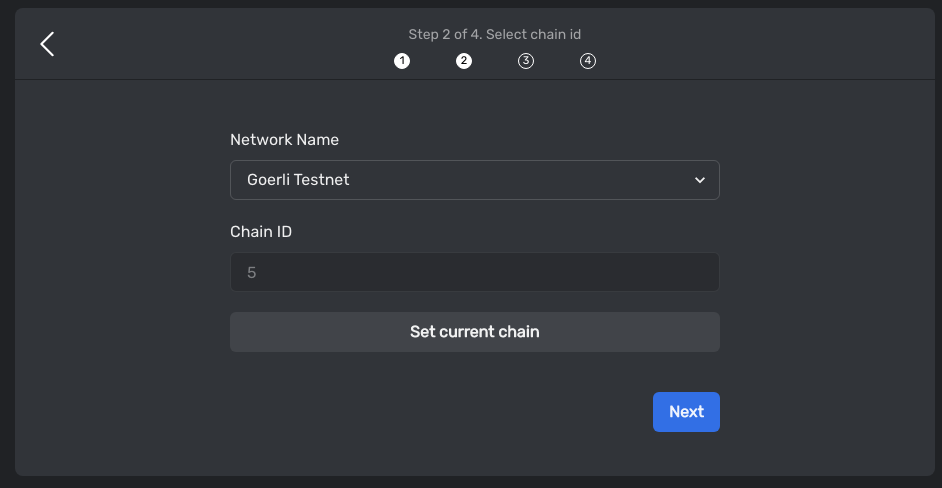 Step 2 of 4. Select chain id
1 2 3 4
Network Name
Goerli Testnet
Chain ID
5
Set current chain
Next